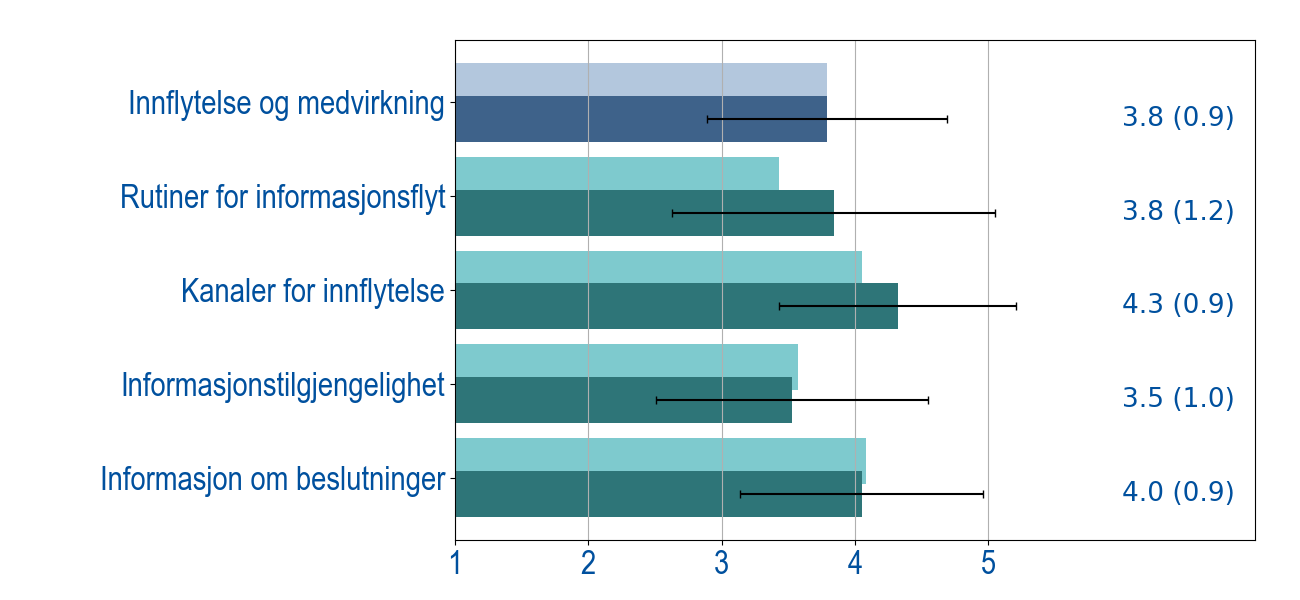 Innflytelse og medvirkning 3.8 (0.9)
Rutiner for informasjonsflyt 3.8 (1.2)
Kanaler for innflytelse 4.3 (0.9)
Informasjonstilgjengelighet 3.5 (1.0)
Informasjon om beslutninger 4.0 (0.9)
1 2 3 4 5